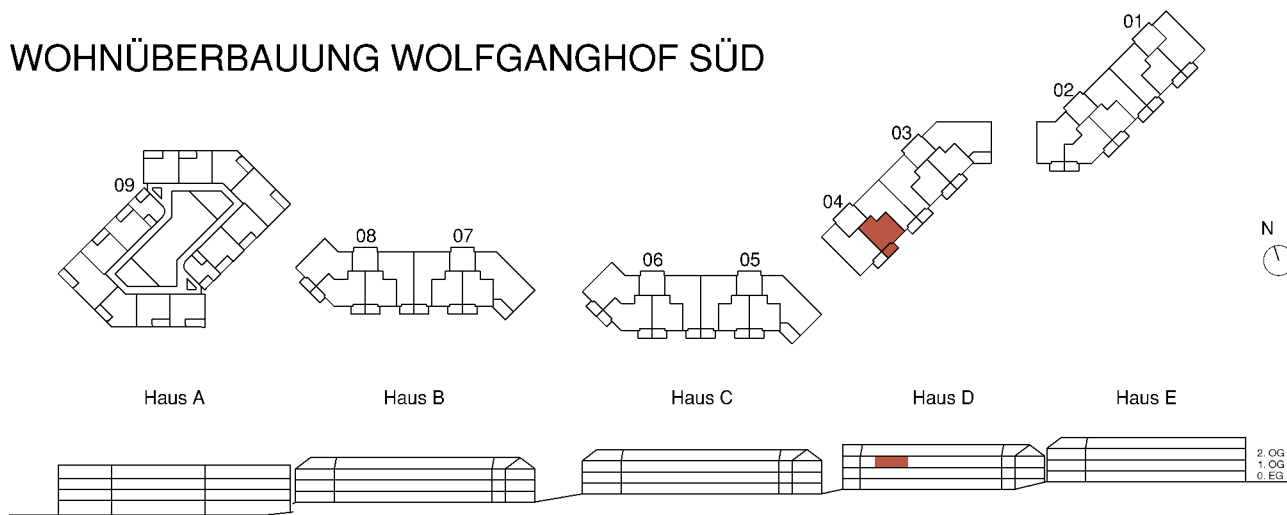 WOHNÜBERBAUUNG WOLFGANGHOF SÜD
01
02
03
04
09
08
07
06
05
N
Haus A
Haus B
Haus C
Haus D
Haus E
2. OG
1. OG
0. EG